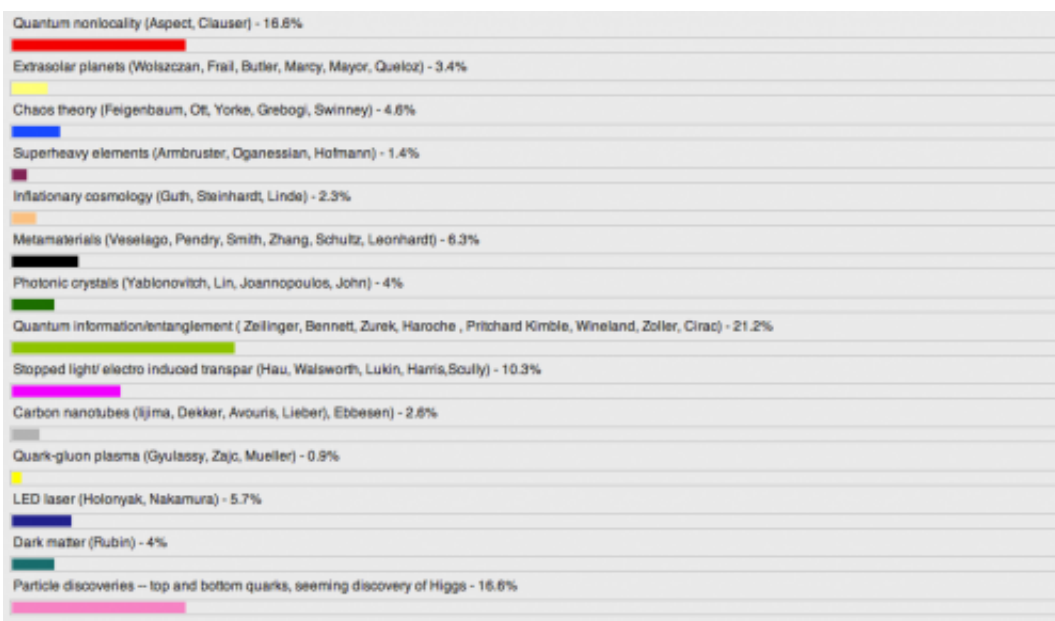 Quantum nonlocality (Aspect, Clauser) - 16.6%
Extrasolar planets (Wolszczan, Frail, Butler, Marcy, Mayor, Queloz) - 3.4%
Chaos theory (Feigenbaum, Ott, Yorke, Grebogi, Swinney) - 4.6%
Superheavy elements (Armbruster, Oganessian, Hofmann) - 1.4%
Inflationary cosmology (Guth, Steinhardt, Linde) - 2.3%
Metamaterials (Veselago, Pendry, Smith, Zhang, Schultz, Leonhardt) - 6.3%
Photonic crystals (Yablonovitch, Lin, Joannopoulos, John) - 4%
Quantum information/entanglement ( Zeilinger, Bennett, Zurek, Haroche , Pritchard Kimble, Wineland, Zoller, Cirac) - 21.2%
Stopped light/ electro induced transpar (Hau, Walsworth, Lukin, Harris,Scully) - 10.3%
Carbon nanotubes (Iijima, Dekker, Avouris, Lieber), Ebbesen) - 2.6%
Quark-gluon plasma (Gyulassy, Zajc, Mueller) - 0.9%
LED laser (Holonyak, Nakamura) - 5.7%
Dark matter (Rubin) - 4%
Particle discoveries -- top and bottom quarks, seeming discovery of Higgs - 16.6%